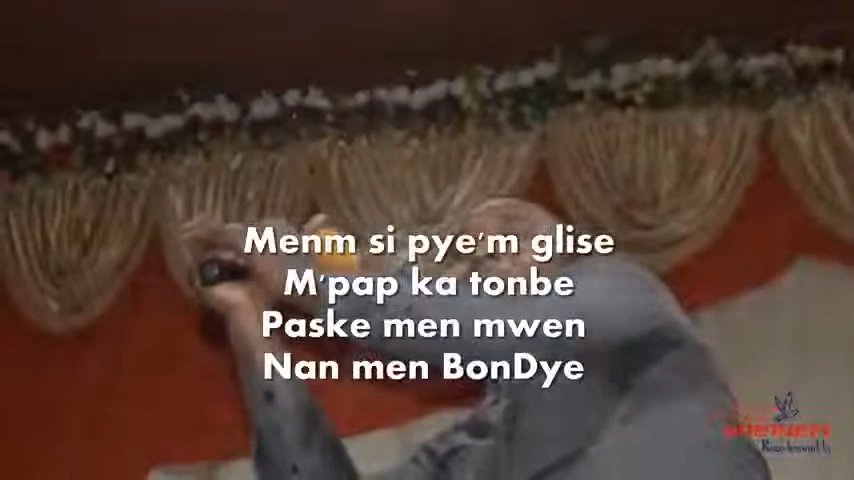 Menm si pye'm glise
M'pap ka tonbe
Paske men mwen
Nan men BonDye